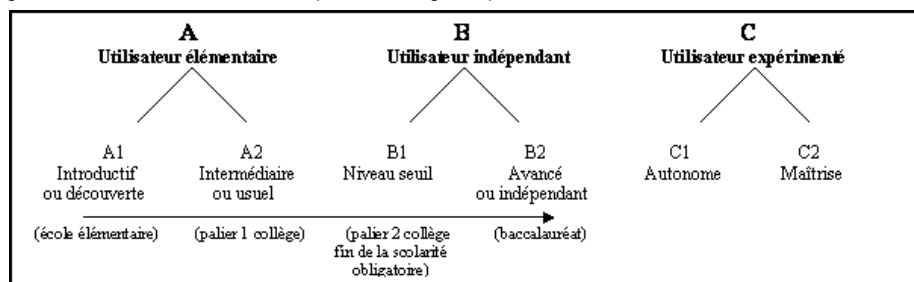 A
Utilisateur élémentaire
B
Utilisateur indépendant
C
Utilisateur expérimenté
A1
Introductif
ou découverte
A2
Intermédiaire
ou usuel
B1
Niveau seuil
B2
Avancé
ou indépendant
C1
Autonome
C2
Maîtrise
(école élémentaire)
(palier 1 collège)
(palier 2 collège
fin de la scolarité
obligatoire)
(baccalauréat)